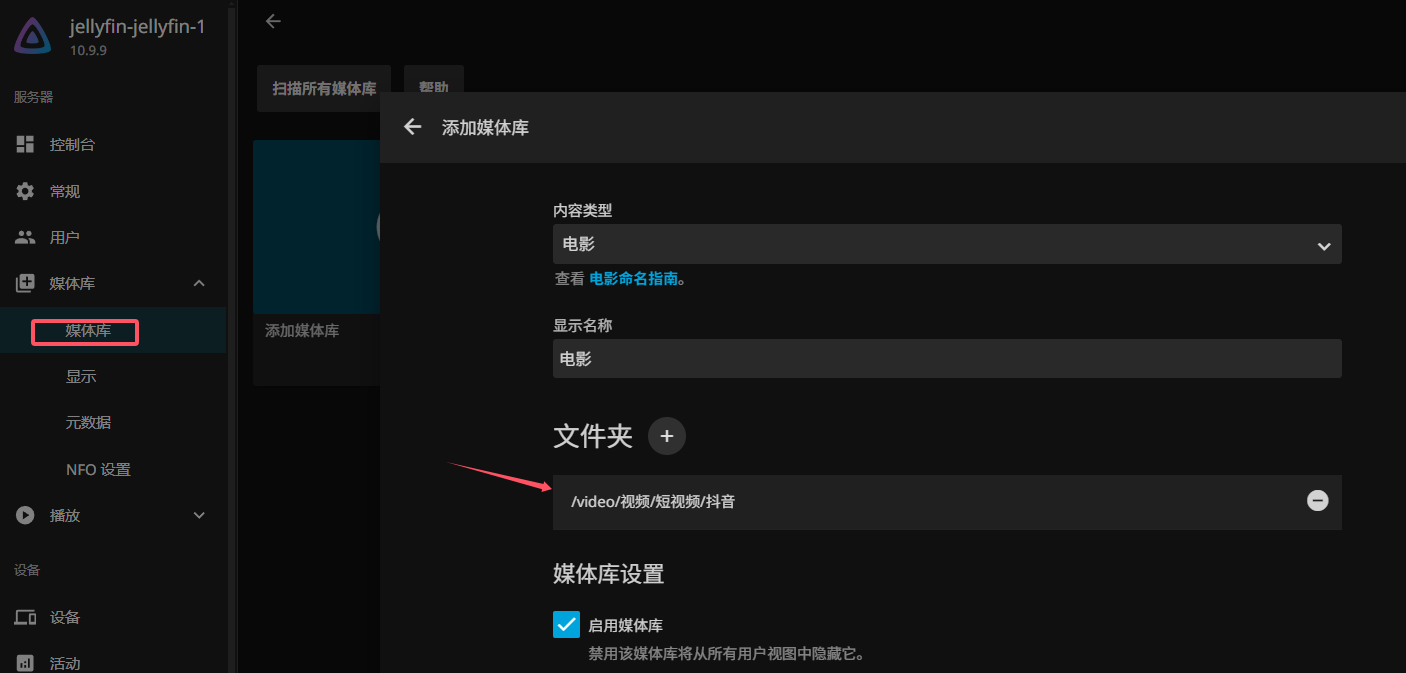 jellyfin-jellyfin-1
10.9.9
服务器
控制台
常规
用户
媒体库
媒体库
显示
元数据
NFO 设置
播放
设备
设备
活动
扫描所有媒体库
帮助
添加媒体库
添加媒体库
内容类型
电影
查看 电影命名指南。
显示名称
电影
文件夹
/video/视频/短视频/抖音
媒体库设置
启用媒体库
禁用该媒体库将从所有用户视图中隐藏它。